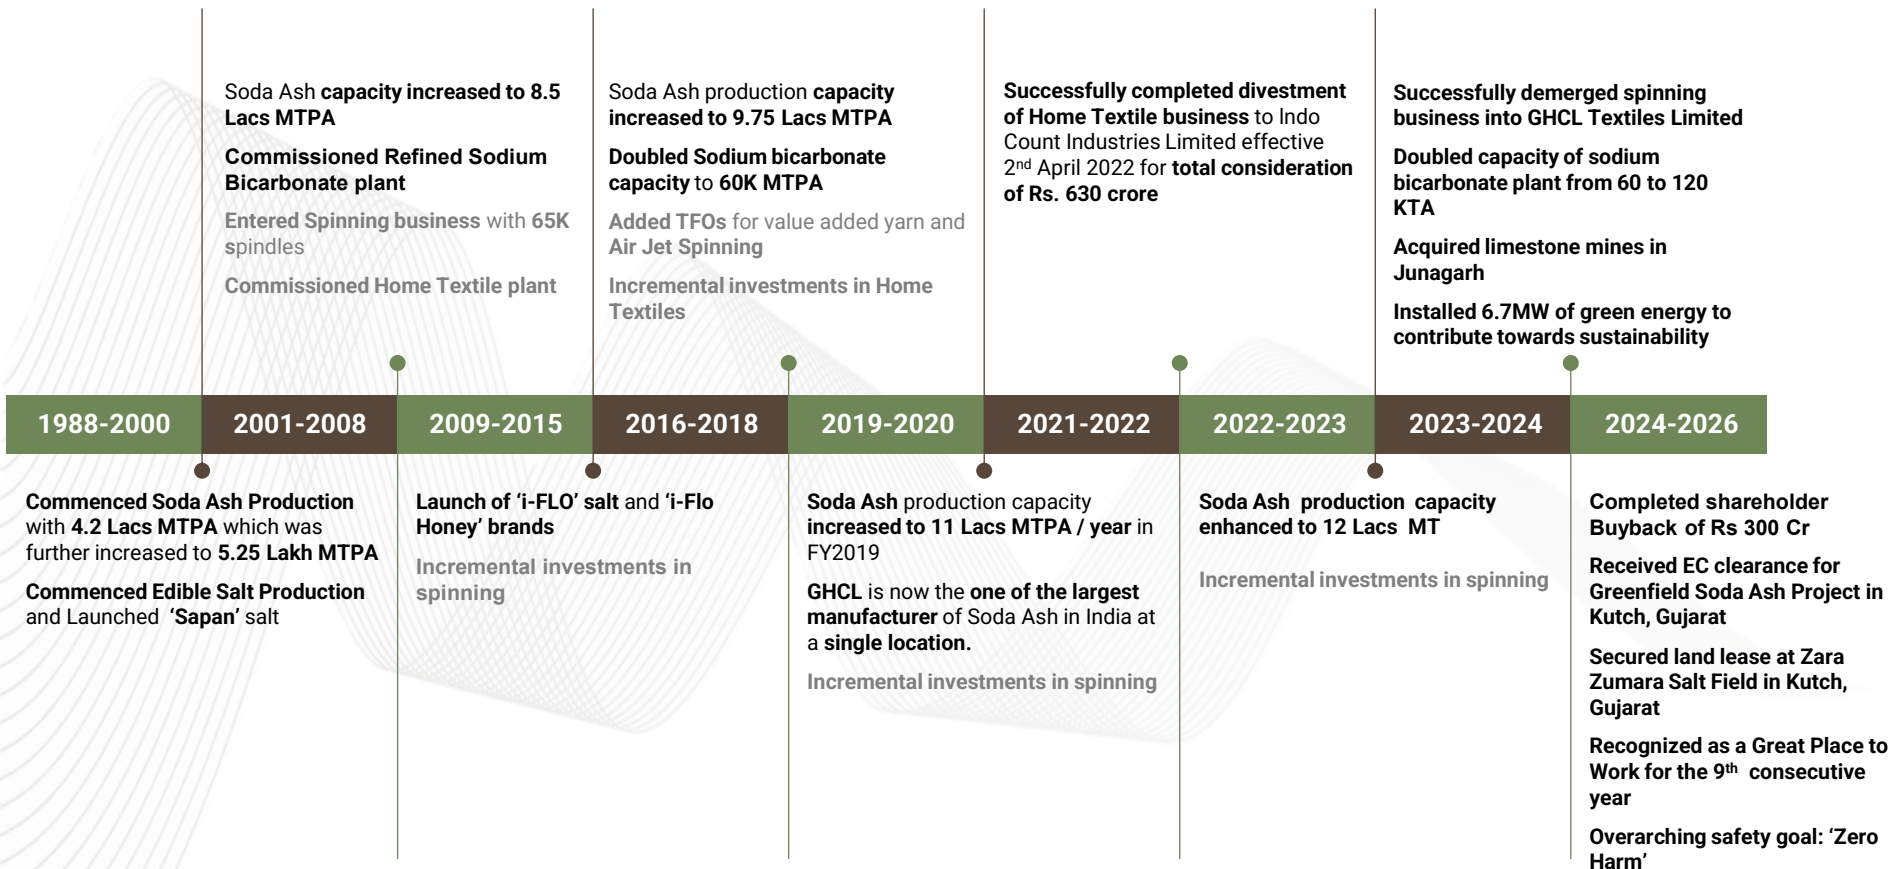 Soda Ash capacity increased to 8.5
Lacs MTPA
Commissioned Refined Sodium
Bicarbonate plant
Entered Spinning business with 65K
spindles
Commissioned Home Textile plant
Soda Ash production capacity
increased to 9.75 Lacs MTPA
Doubled Sodium bicarbonate
capacity to 60K MTPA
Added TFOs for value added yarn and
Air Jet Spinning
Incremental investments in Home
Textiles
Successfully completed divestment
of Home Textile business to Indo
Count Industries Limited effective
2nd April 2022 for total consideration
of Rs. 630 crore
Successfully demerged spinning
business into GHCL Textiles Limited
Doubled capacity of sodium
bicarbonate plant from 60 to 120
KTA
Acquired limestone mines in
Junagarh
Installed 6.7MW of green energy to
contribute towards sustainability
1988-2000
2001-2008
2009-2015
2016-2018
2019-2020
2021-2022
2022-2023
2023-2024
2024-2026
Commenced Soda Ash Production
with 4.2 Lacs MTPA which was
further increased to 5.25 Lakh MTPA
Commenced Edible Salt Production
and Launched ‘Sapan’ salt
Launch of ‘i-FLO’ salt and ‘i-Flo
Honey’ brands
Incremental investments in
spinning
Soda Ash production capacity
increased to 11 Lacs MTPA / year in
FY2019
GHCL is now the one of the largest
manufacturer of Soda Ash in India at
a single location.
Incremental investments in spinning
Soda Ash production capacity
enhanced to 12 Lacs MT
Incremental investments in spinning
Completed shareholder
Buyback of Rs 300 Cr
Received EC clearance for
Greenfield Soda Ash Project in
Kutch, Gujarat
Secured land lease at Zara
Zumara Salt Field in Kutch,
Gujarat
Recognized as a Great Place to
Work for the 9th consecutive
year
Overarching safety goal: ‘Zero
Harm’